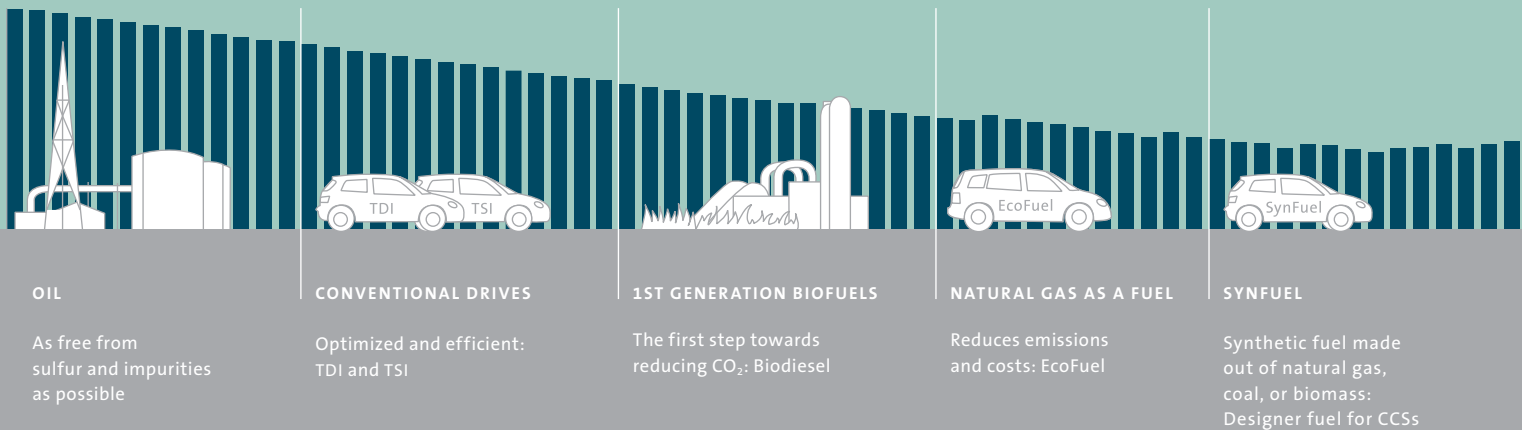 TDI
TSI
EcoFuel
SynFuel
OIL
As free from
sulfur and impurities
as possible
CONVENTIONAL DRIVES
Optimized and efficient:
TDI and TSI
1ST GENERATION BIOFUELS
The first step towards
reducing CO₂: Biodiesel
NATURAL GAS AS A FUEL
Reduces emissions
and costs: EcoFuel
SYNFUEL
Synthetic fuel made
out of natural gas,
coal, or biomass:
Designer fuel for CCSs